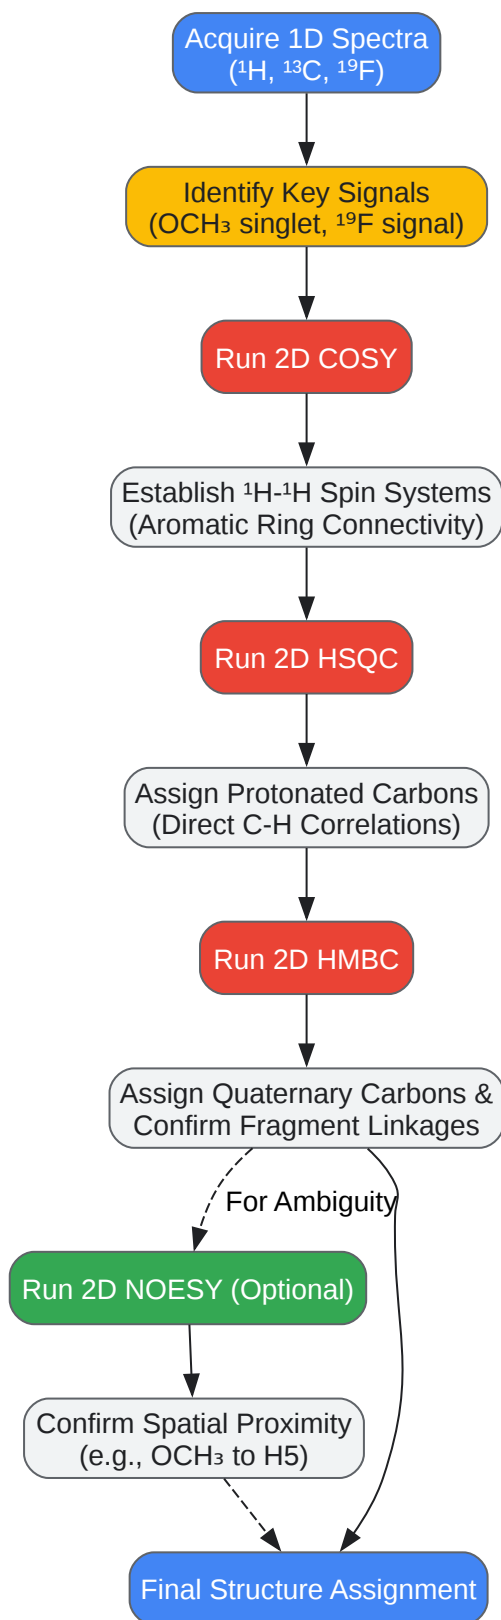 Acquire 1D Spectra
(¹H, ¹³C, ¹⁹F)
Identify Key Signals
(OCH₃ singlet, ¹⁹F signal)
Run 2D COSY
Establish ¹H-¹H Spin Systems
(Aromatic Ring Connectivity)
Run 2D HSQC
Assign Protonated Carbons
(Direct C-H Correlations)
Run 2D HMBC
Assign Quaternary Carbons &
Confirm Fragment Linkages
For Ambiguity
Run 2D NOESY (Optional)
Confirm Spatial Proximity
(e.g., OCH₃ to H5)
Final Structure Assignment